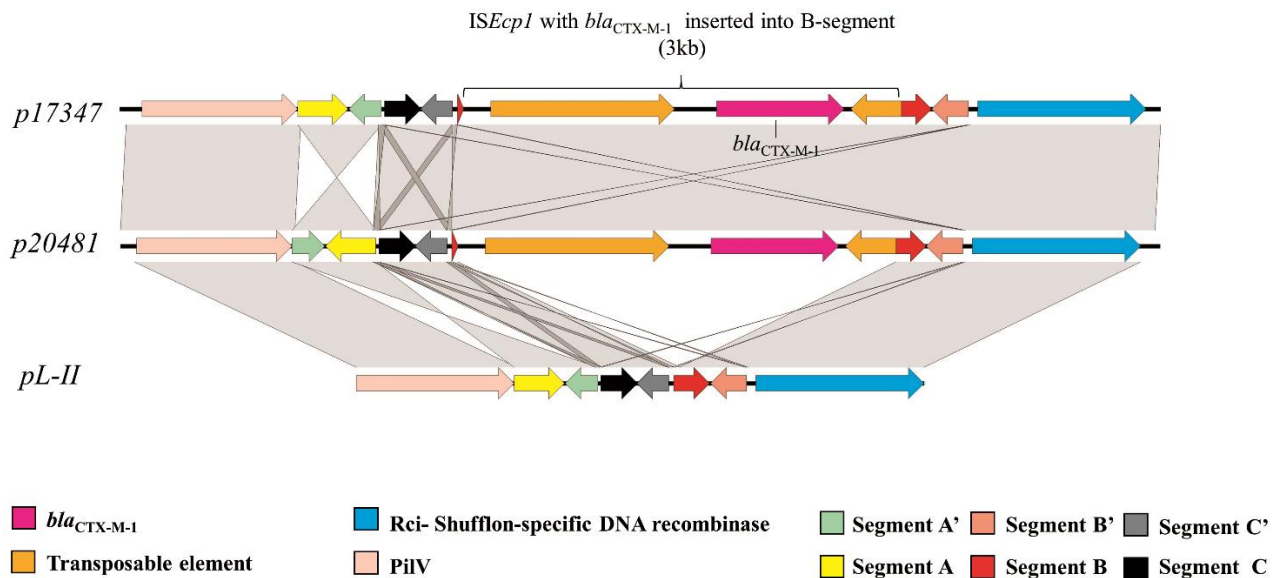 ISEcp1 with blaCTX-M-1 inserted into B-segment
(3kb)
p17347
blaCTX-M-1
p20481
pL-II
blaCTX-M-1
Rci- Shufflon-specific DNA recombinase
Segment A’
Segment B’
Segment C’
Transposable element
PilV
Segment A
Segment B
Segment C